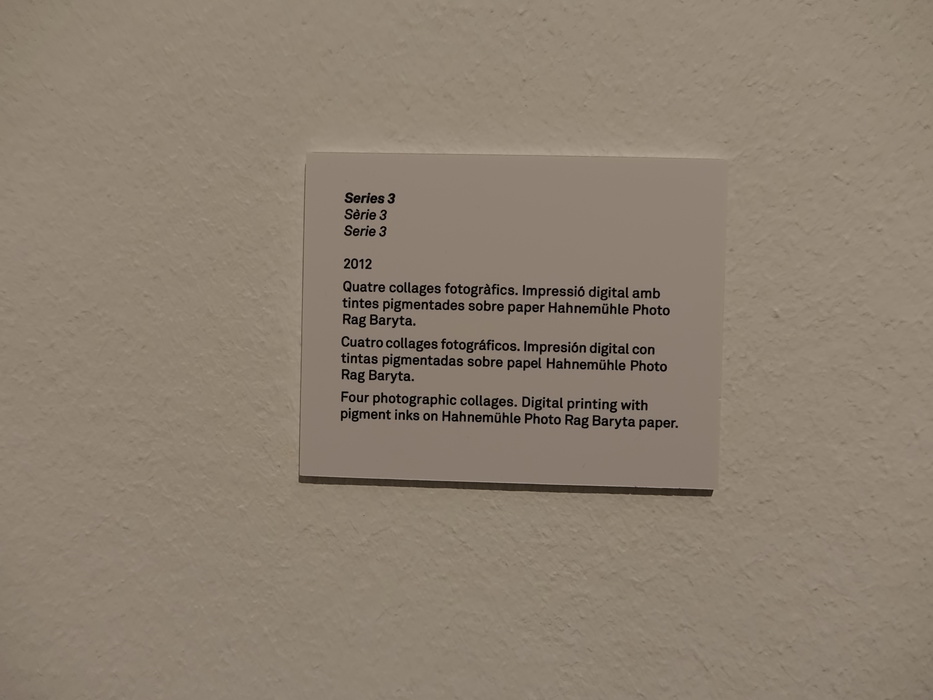 Series 3
Sèrie 3
Serie 3
2012
Quatre collages fotogràfics. Impressió digital amb
tintes pigmentades sobre paper Hahnemühle Photo
Rag Baryta.
Cuatro collages fotográficos. Impresión digital con
tintas pigmentadas sobre papel Hahnemühle Photo
Rag Baryta.
Four photographic collages. Digital printing with
pigment inks on Hahnemühle Photo Rag Baryta paper.